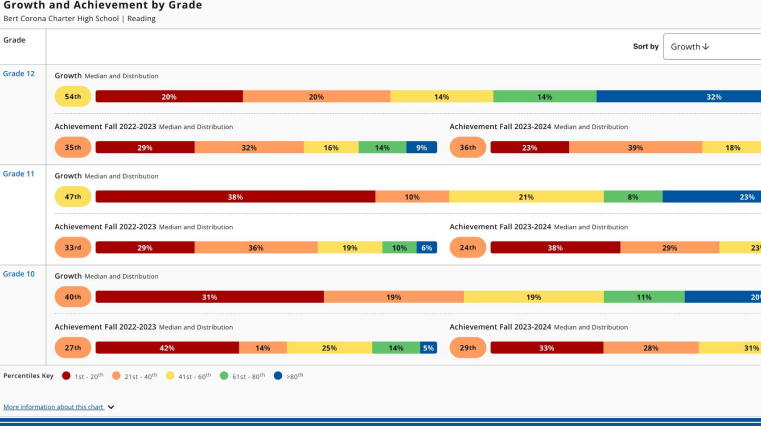 Growth and Achievement by Grade
Bert Corona Charter High School | Reading
Grade
Sort by Growth ↓
Grade 12
Growth Median and Distribution
54th 20% 20% 14% 14% 32%
Achievement Fall 2022-2023 Median and Distribution
35th 29% 32% 16% 14% 9%
Achievement Fall 2023-2024 Median and Distribution
36th 23% 39% 18%
Grade 11
Growth Median and Distribution
47th 38% 10% 21% 8% 23%
Achievement Fall 2022-2023 Median and Distribution
33rd 29% 36% 19% 10% 6%
Achievement Fall 2023-2024 Median and Distribution
24th 38% 29% 23
Grade 10
Growth Median and Distribution
40th 31% 19% 19% 11% 20
Achievement Fall 2022-2023 Median and Distribution
27th 42% 14% 25% 14% 5%
Achievement Fall 2023-2024 Median and Distribution
29th 33% 28% 31%
Percentiles Key 1st - 20th 21st - 40th 41st - 60th 61st - 80th >80th
More information about this chart